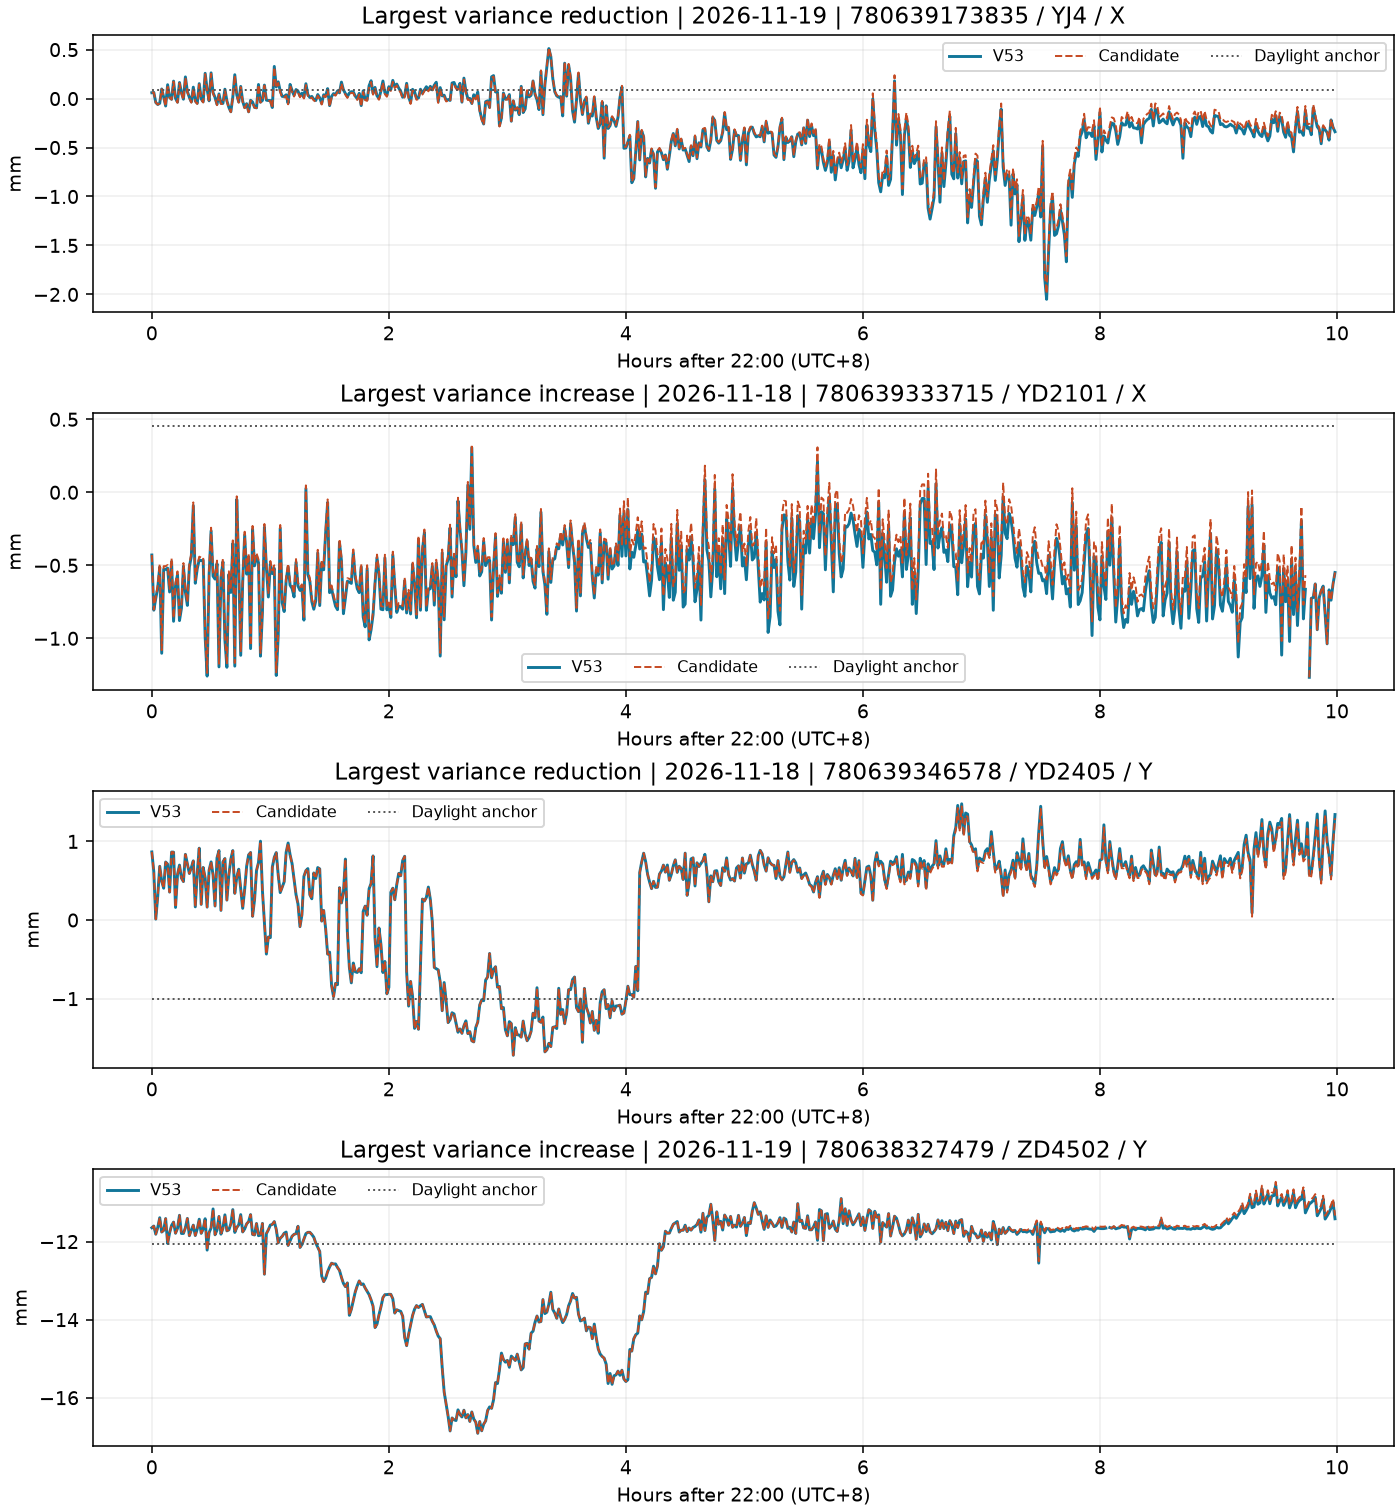 Largest variance reduction | 2026-11-19 | 780639173835 / YJ4 / X
V53 Candidate Daylight anchor
0.5
0.0
−0.5
−1.0
−1.5
−2.0
mm
0 2 4 6 8 10
Hours after 22:00 (UTC+8)
Largest variance increase | 2026-11-18 | 780639333715 / YD2101 / X
0.5
0.0
−0.5
−1.0
mm
V53 Candidate Daylight anchor
0 2 4 6 8 10
Hours after 22:00 (UTC+8)
Largest variance reduction | 2026-11-18 | 780639346578 / YD2405 / Y
V53 Candidate Daylight anchor
1
0
−1
mm
0 2 4 6 8 10
Hours after 22:00 (UTC+8)
Largest variance increase | 2026-11-19 | 780638327479 / ZD4502 / Y
V53 Candidate Daylight anchor
−12
−14
−16
mm
0 2 4 6 8 10
Hours after 22:00 (UTC+8)